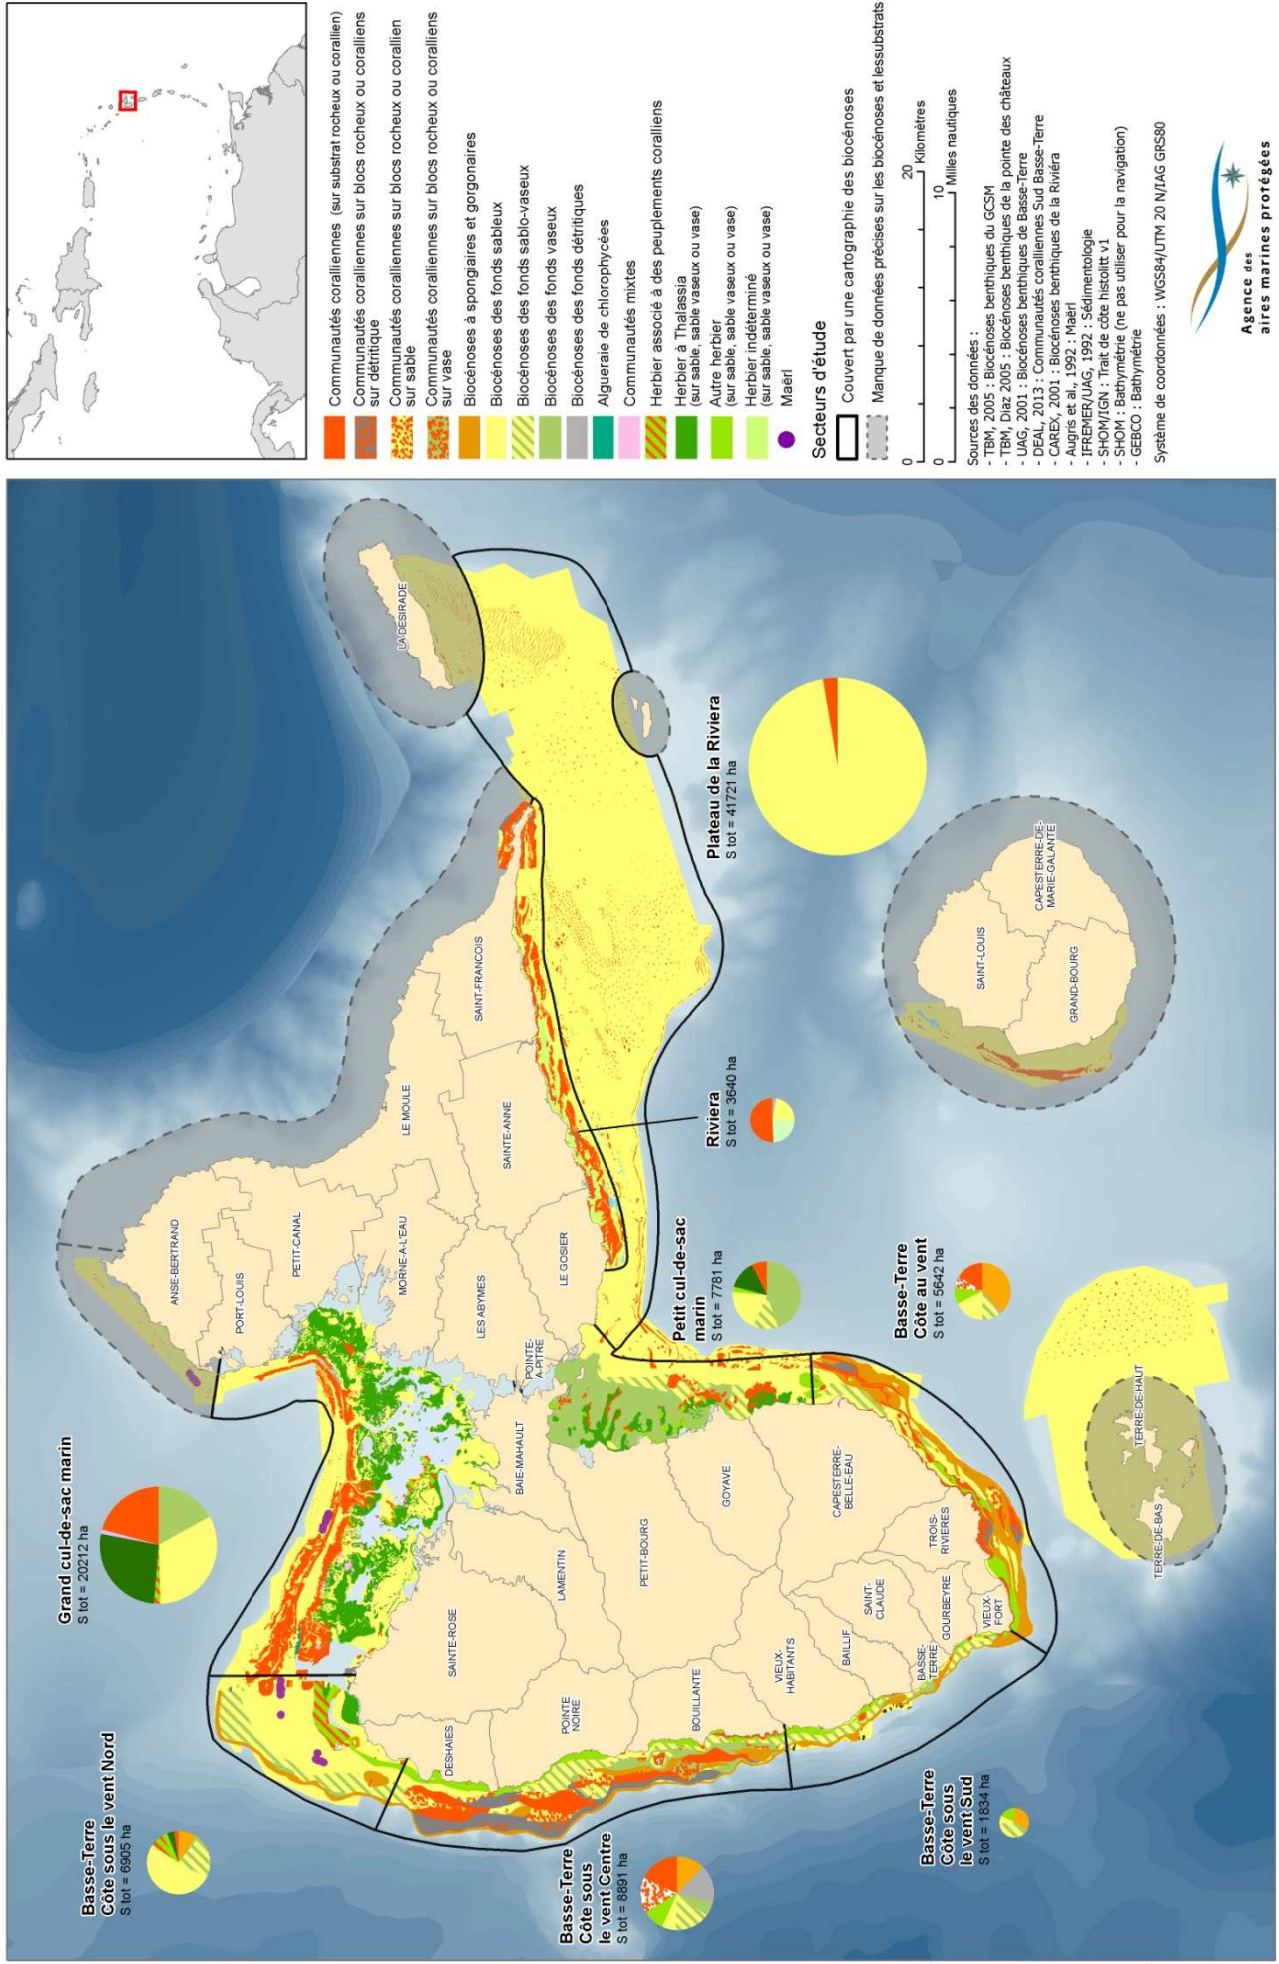 Communautés coralliennes (sur substrat rocheux ou corallien)
Communautés coralliennes sur blocs rocheux ou coralliens
sur détritique
Communautés coralliennes sur blocs rocheux ou corallien
sur sable
Communautés coralliennes sur blocs rocheux ou coralliens
sur vase
Biocénoses à spongiaires et gorgonaires
Biocénoses des fonds sableux
Biocénoses des fonds sablo-vaseux
Biocénoses des fonds vaseux
Biocénoses des fonds détritiques
Algueraie de chlorophycées
Communautés mixtes
Herbier associé à des peuplements coralliens
Herbier à Thalassia
(sur sable, sable vaseux ou vase)
Autre herbier
(sur sable, sable vaseux ou vase)
Herbier indéterminé
(sur sable, sable vaseux ou vase)
Maërl
Secteurs d'étude
Couvert par une cartographie des biocénoses
Manque de données précises sur les biocénoses et lessubstrats
0 20
Kilomètres
0 10
Milles nautiques
Sources des données :
- TBM, 2005 : Biocénoses benthiques du GCSM
- TBM, Diaz 2005 : Biocénoses benthiques de la pointe des châteaux
- UAG, 2001 : Biocénoses benthiques de Basse-Terre
- DEAL, 2013 : Communautés coralliennes Sud Basse-Terre
- CAREX, 2001 : Biocénoses benthiques de la Riviéra
- Augris et al., 1992 : Maërl
- IFREMER/UAG, 1992 : Sédimentologie
- SHOM/IGN : Trait de côte histolitt v1
- SHOM : Bathymétrie (ne pas utiliser pour la navigation)
- GEBCO : Bathymétrie
Système de coordonnées : WGS84/UTM 20 N/IAG GRS80
Agence des
aires marines protégées
Grand cul-de-sac marin
S tot = 20212 ha
Basse-Terre
Côte sous le vent Nord
S tot = 6905 ha
Basse-Terre
Côte sous
le vent Centre
S tot = 8891 ha
Basse-Terre
Côte sous
le vent Sud
S tot = 1834 ha
Basse-Terre
Côte au vent
S tot = 5642 ha
Petit cul-de-sac
marin
S tot = 7781 ha
Riviera
S tot = 3640 ha
Plateau de la Riviera
S tot = 41721 ha
ANSE-BERTRAND
PORT-LOUIS
PETIT-CANAL
MORNE-A-L'EAU
LE MOULE
LES ABYMES
SAINTE-ANNE
SAINT-FRANCOIS
LE GOSIER
POINTE-
A-PITRE
BAIE-MAHAULT
LAMENTIN
SAINTE-ROSE
DESHAIES
POINTE
NOIRE
PETIT-BOURG
GOYAVE
BOUILLANTE
VIEUX-
HABITANTS
CAPESTERRE-
BELLE-EAU
BAILLIF
SAINT-
CLAUDE
BASSE-
TERRE
GOURBEYRE
TROIS-
RIVIERES
VIEUX-
FORT
LA DESIRADE
SAINT-LOUIS
GRAND-BOURG
CAPESTERRE-DE-
MARIE-GALANTE
TERRE-DE-HAUT
TERRE-DE-BAS